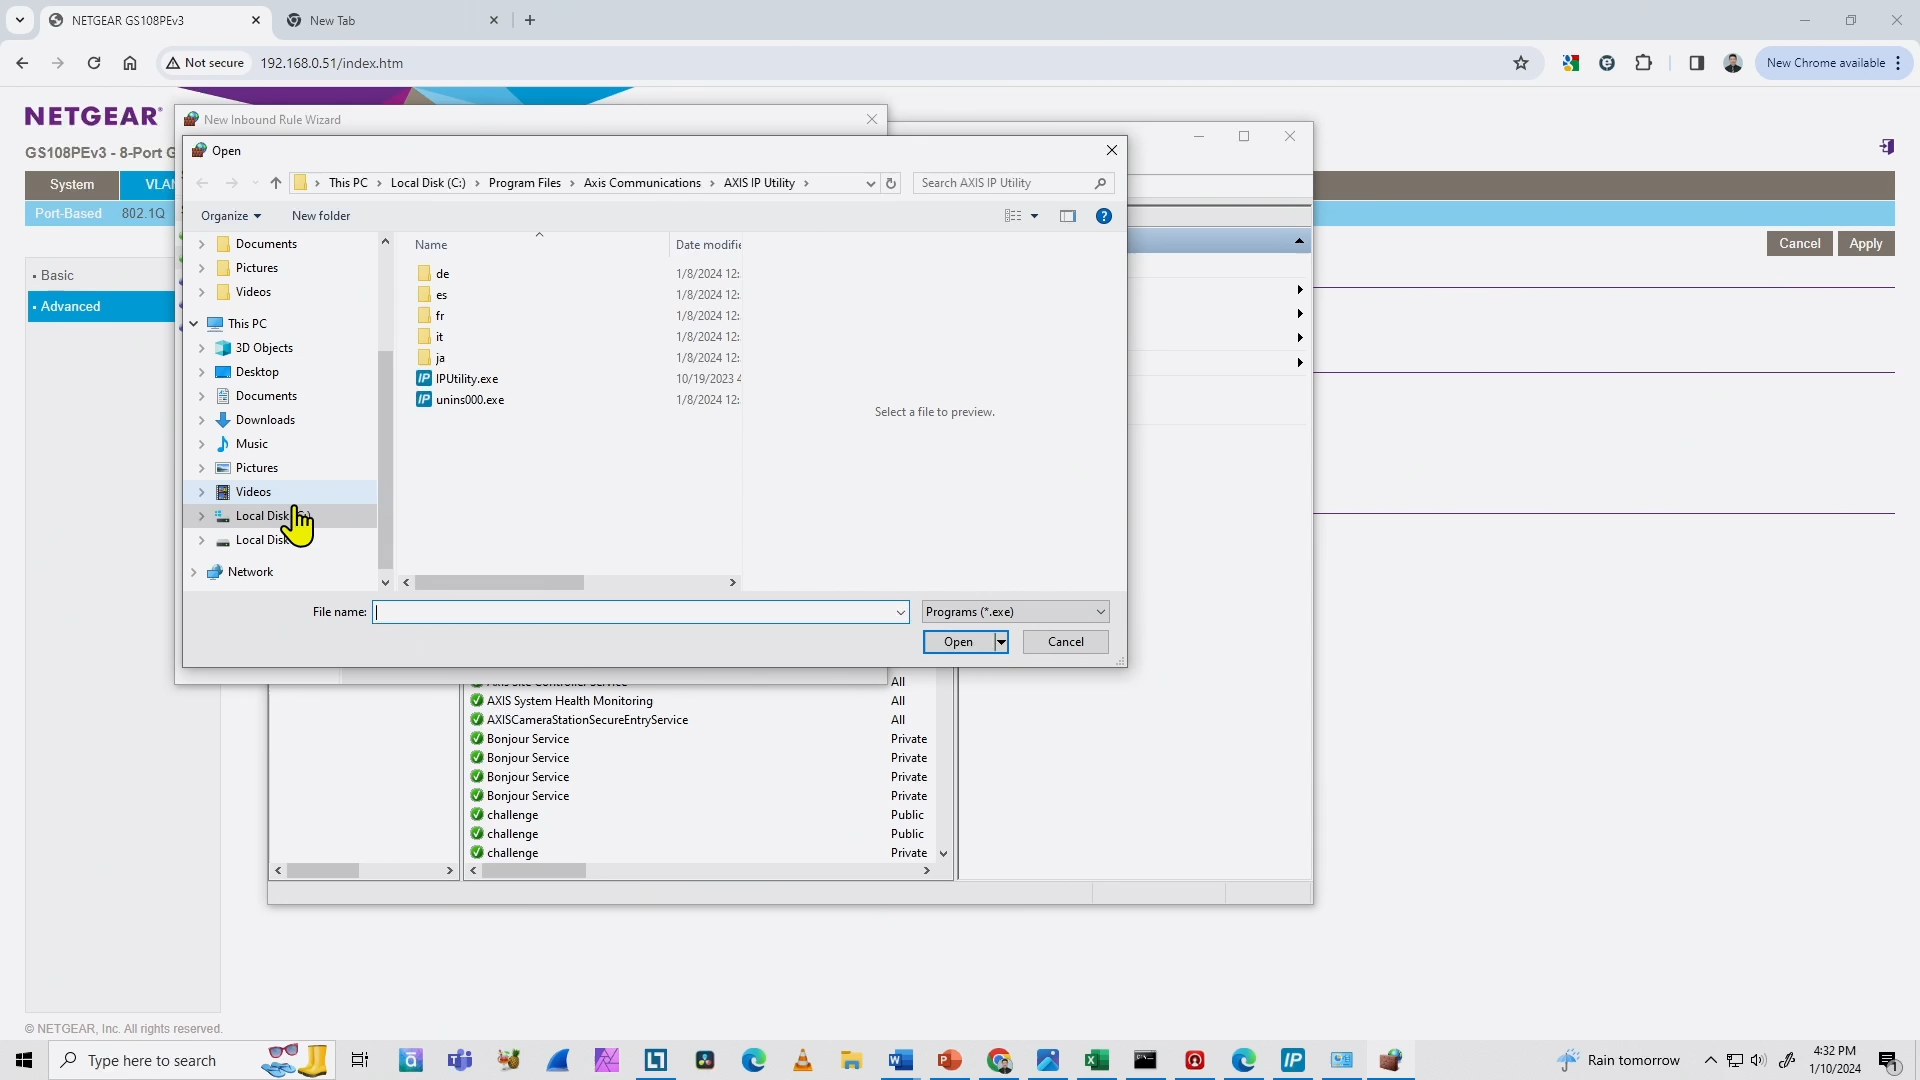 NETGEAR GS108PEv3
New Tab
Not secure
192.168.0.51/index.htm
New Chrome available
NETGEAR®
GS108PEv3 - 8-Port G
System
VLA
Port-Based
802.1Q
Cancel
Apply
Basic
Advanced
New Inbound Rule Wizard
Open
This PC
Local Disk (C:)
Program Files
Axis Communications
AXIS IP Utility
Search AXIS IP Utility
Organize
New folder
Documents
Pictures
Videos
This PC
3D Objects
Desktop
Documents
Downloads
Music
Pictures
Videos
Local Disk
Local Disk
Network
Name
Date modifie
de
1/8/2024 12:
es
1/8/2024 12:
fr
1/8/2024 12:
it
1/8/2024 12:
ja
1/8/2024 12:
IP IPUtility.exe
10/19/2023 4
IP unins000.exe
1/8/2024 12:
Select a file to preview.
File name:
Programs (*.exe)
Open
Cancel
All
AXIS System Health Monitoring
All
AXISCameraStationSecureEntryService
All
Bonjour Service
Private
Bonjour Service
Private
Bonjour Service
Private
Bonjour Service
Private
challenge
Public
challenge
Public
challenge
Private
© NETGEAR, Inc. All rights reserved.
Type here to search
IP
Rain tomorrow
4:32 PM
1/10/2024
1